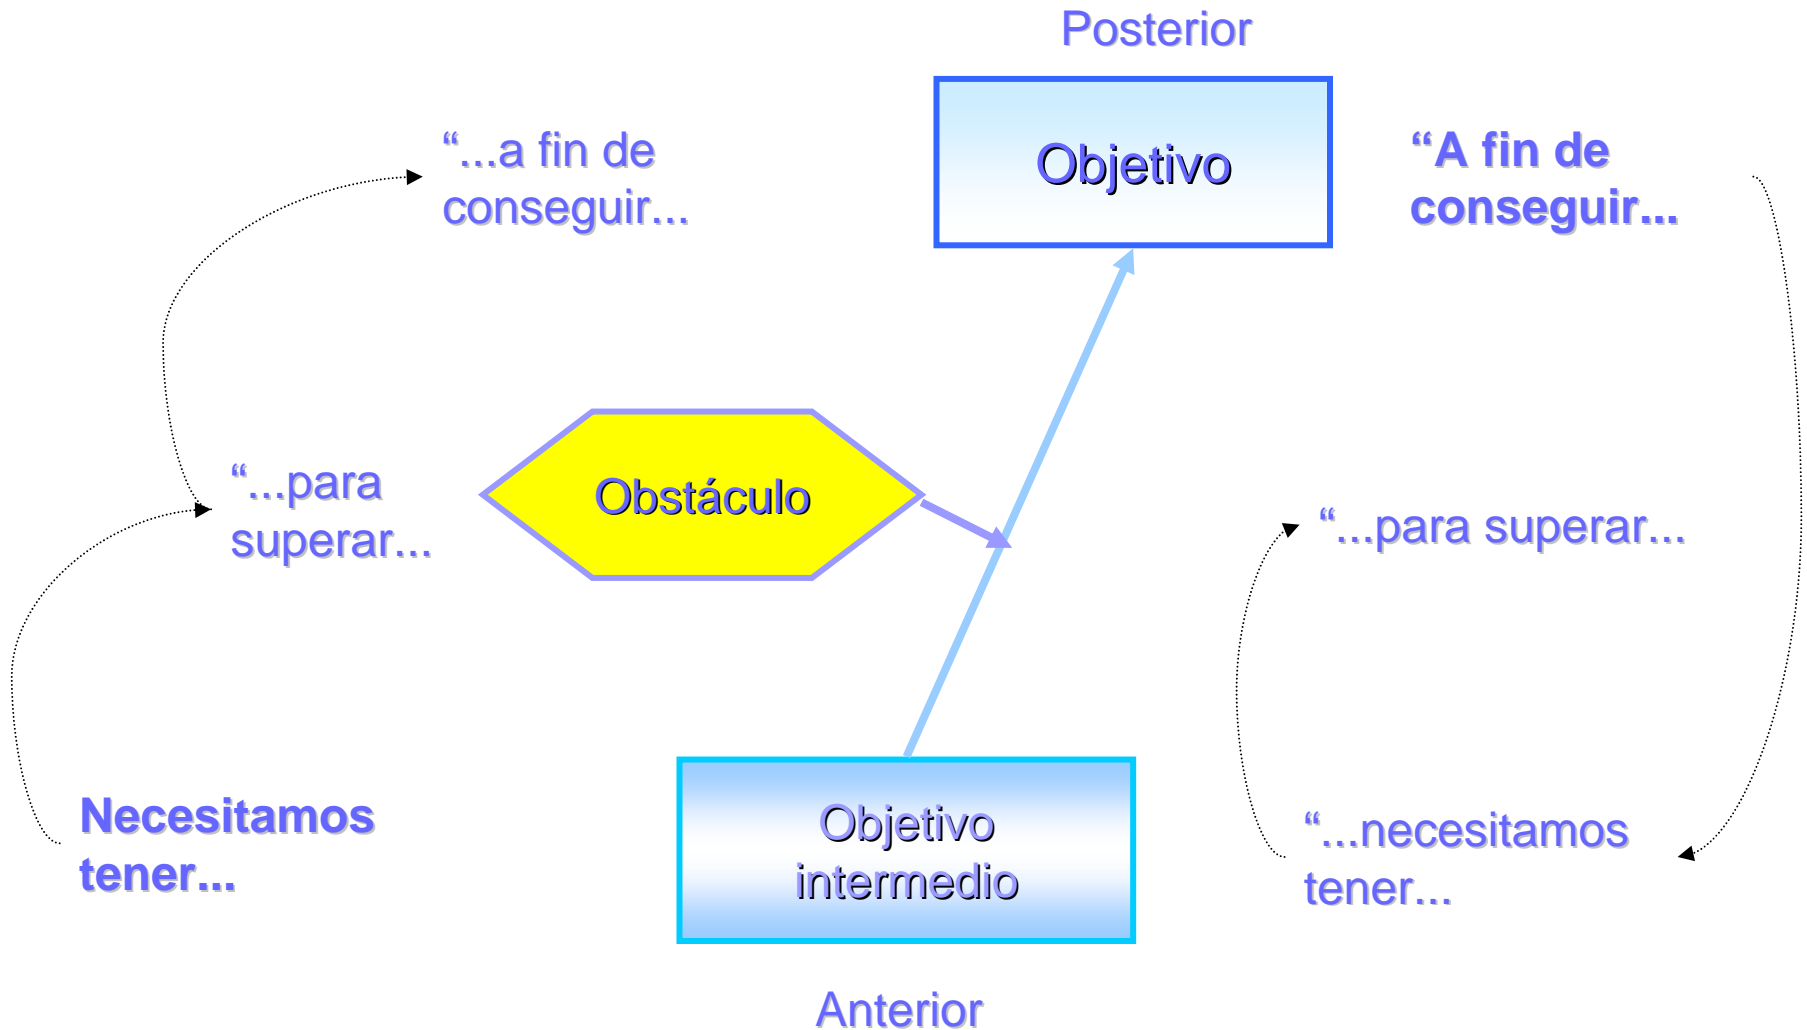 Posterior
“...a fin de
conseguir...
Objetivo
“A fin de
conseguir...
“...para
superar...
Obstáculo
“...para superar...
Necesitamos
tener...
Objetivo
intermedio
“...necesitamos
tener...
Anterior